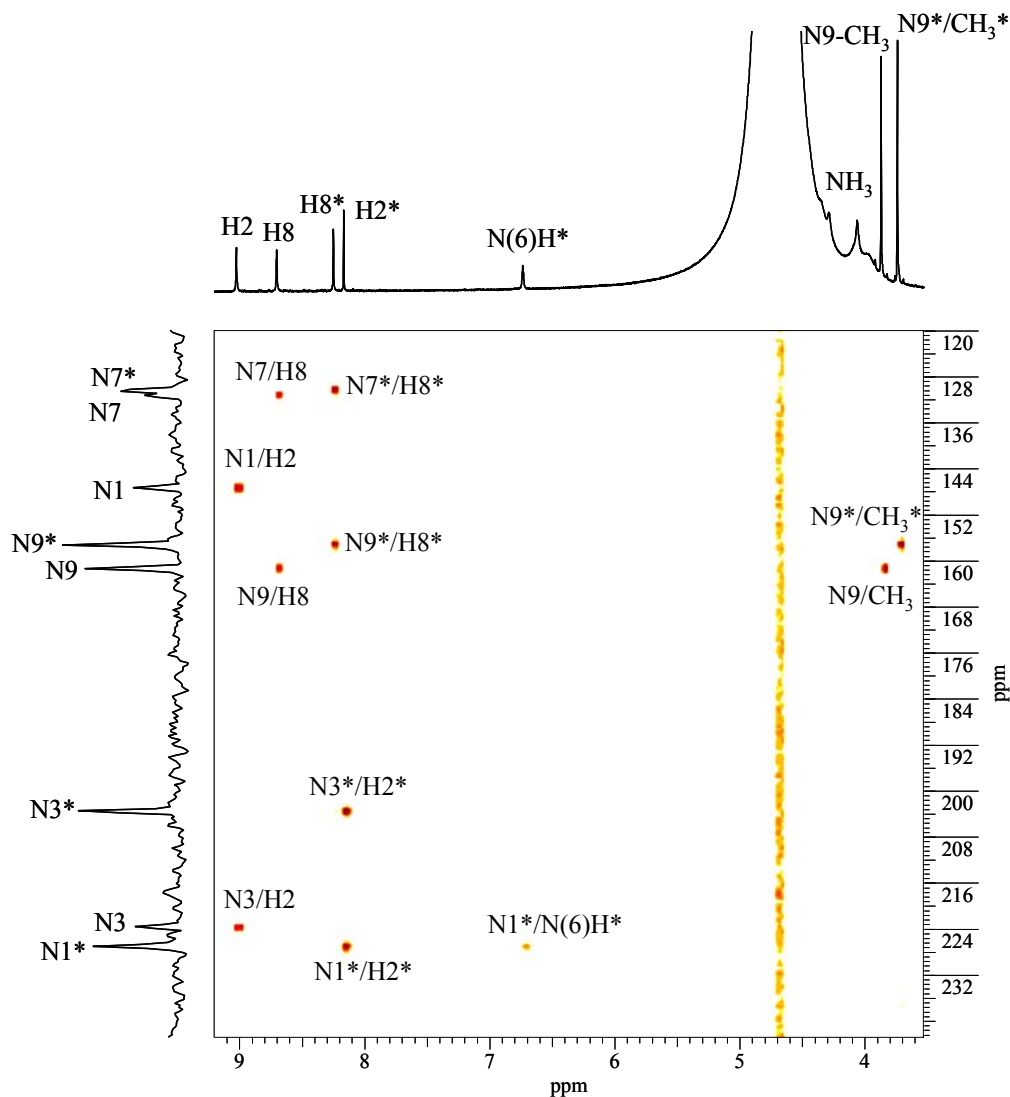 N9*/CH₃*
N9-CH₃
NH₃
H8*
H2*
H2
H8
N(6)H*
N7*
N7
N1
N9*
N9
N3*
N3
N1*
N7/H8
N7*/H8*
N1/H2
N9*/CH₃*
N9*/H8*
N9/H8
N9/CH₃
N3*/H2*
N3/H2
N1*/N(6)H*
N1*/H2*
120
128
136
144
152
160
168
176
184
192
200
208
216
224
232
ppm
9 8 7 6 5 4
ppm